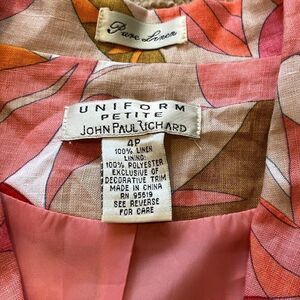 Pure Linen
UNIFORM
PETITE
JOHN PAUL RICHARD
4P
100% LINEN
LINING:
100% POLYESTER
EXCLUSIVE OF
DECORATIVE TRIM
MADE IN CHINA
RN 95619
SEE REVERSE
FOR CARE